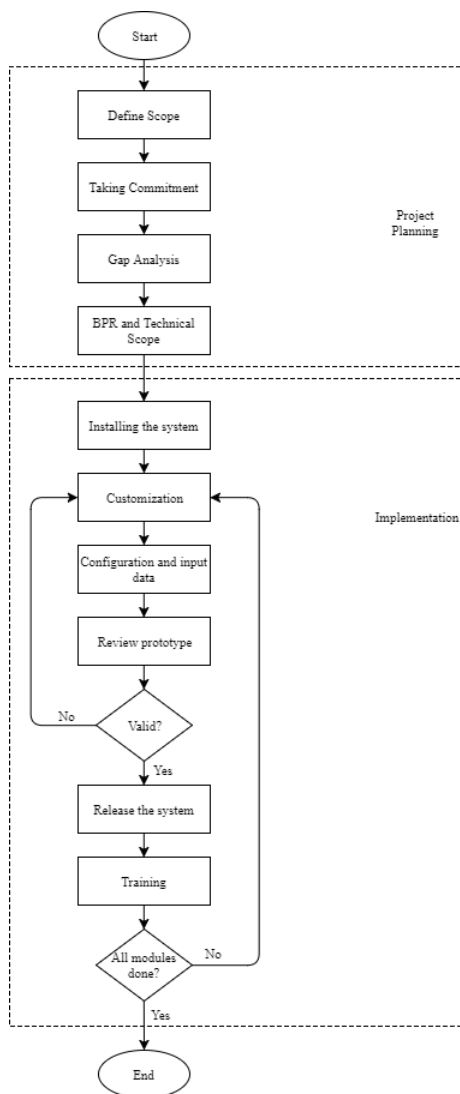 Start
Define Scope
Taking Commitment
Project
Planning
Gap Analysis
BPR and Technical
Scope
Installing the system
Customization
Implementation
Configuration and input
data
Review prototype
No
Valid?
Yes
Release the system
Training
All modules
done?
No
Yes
End